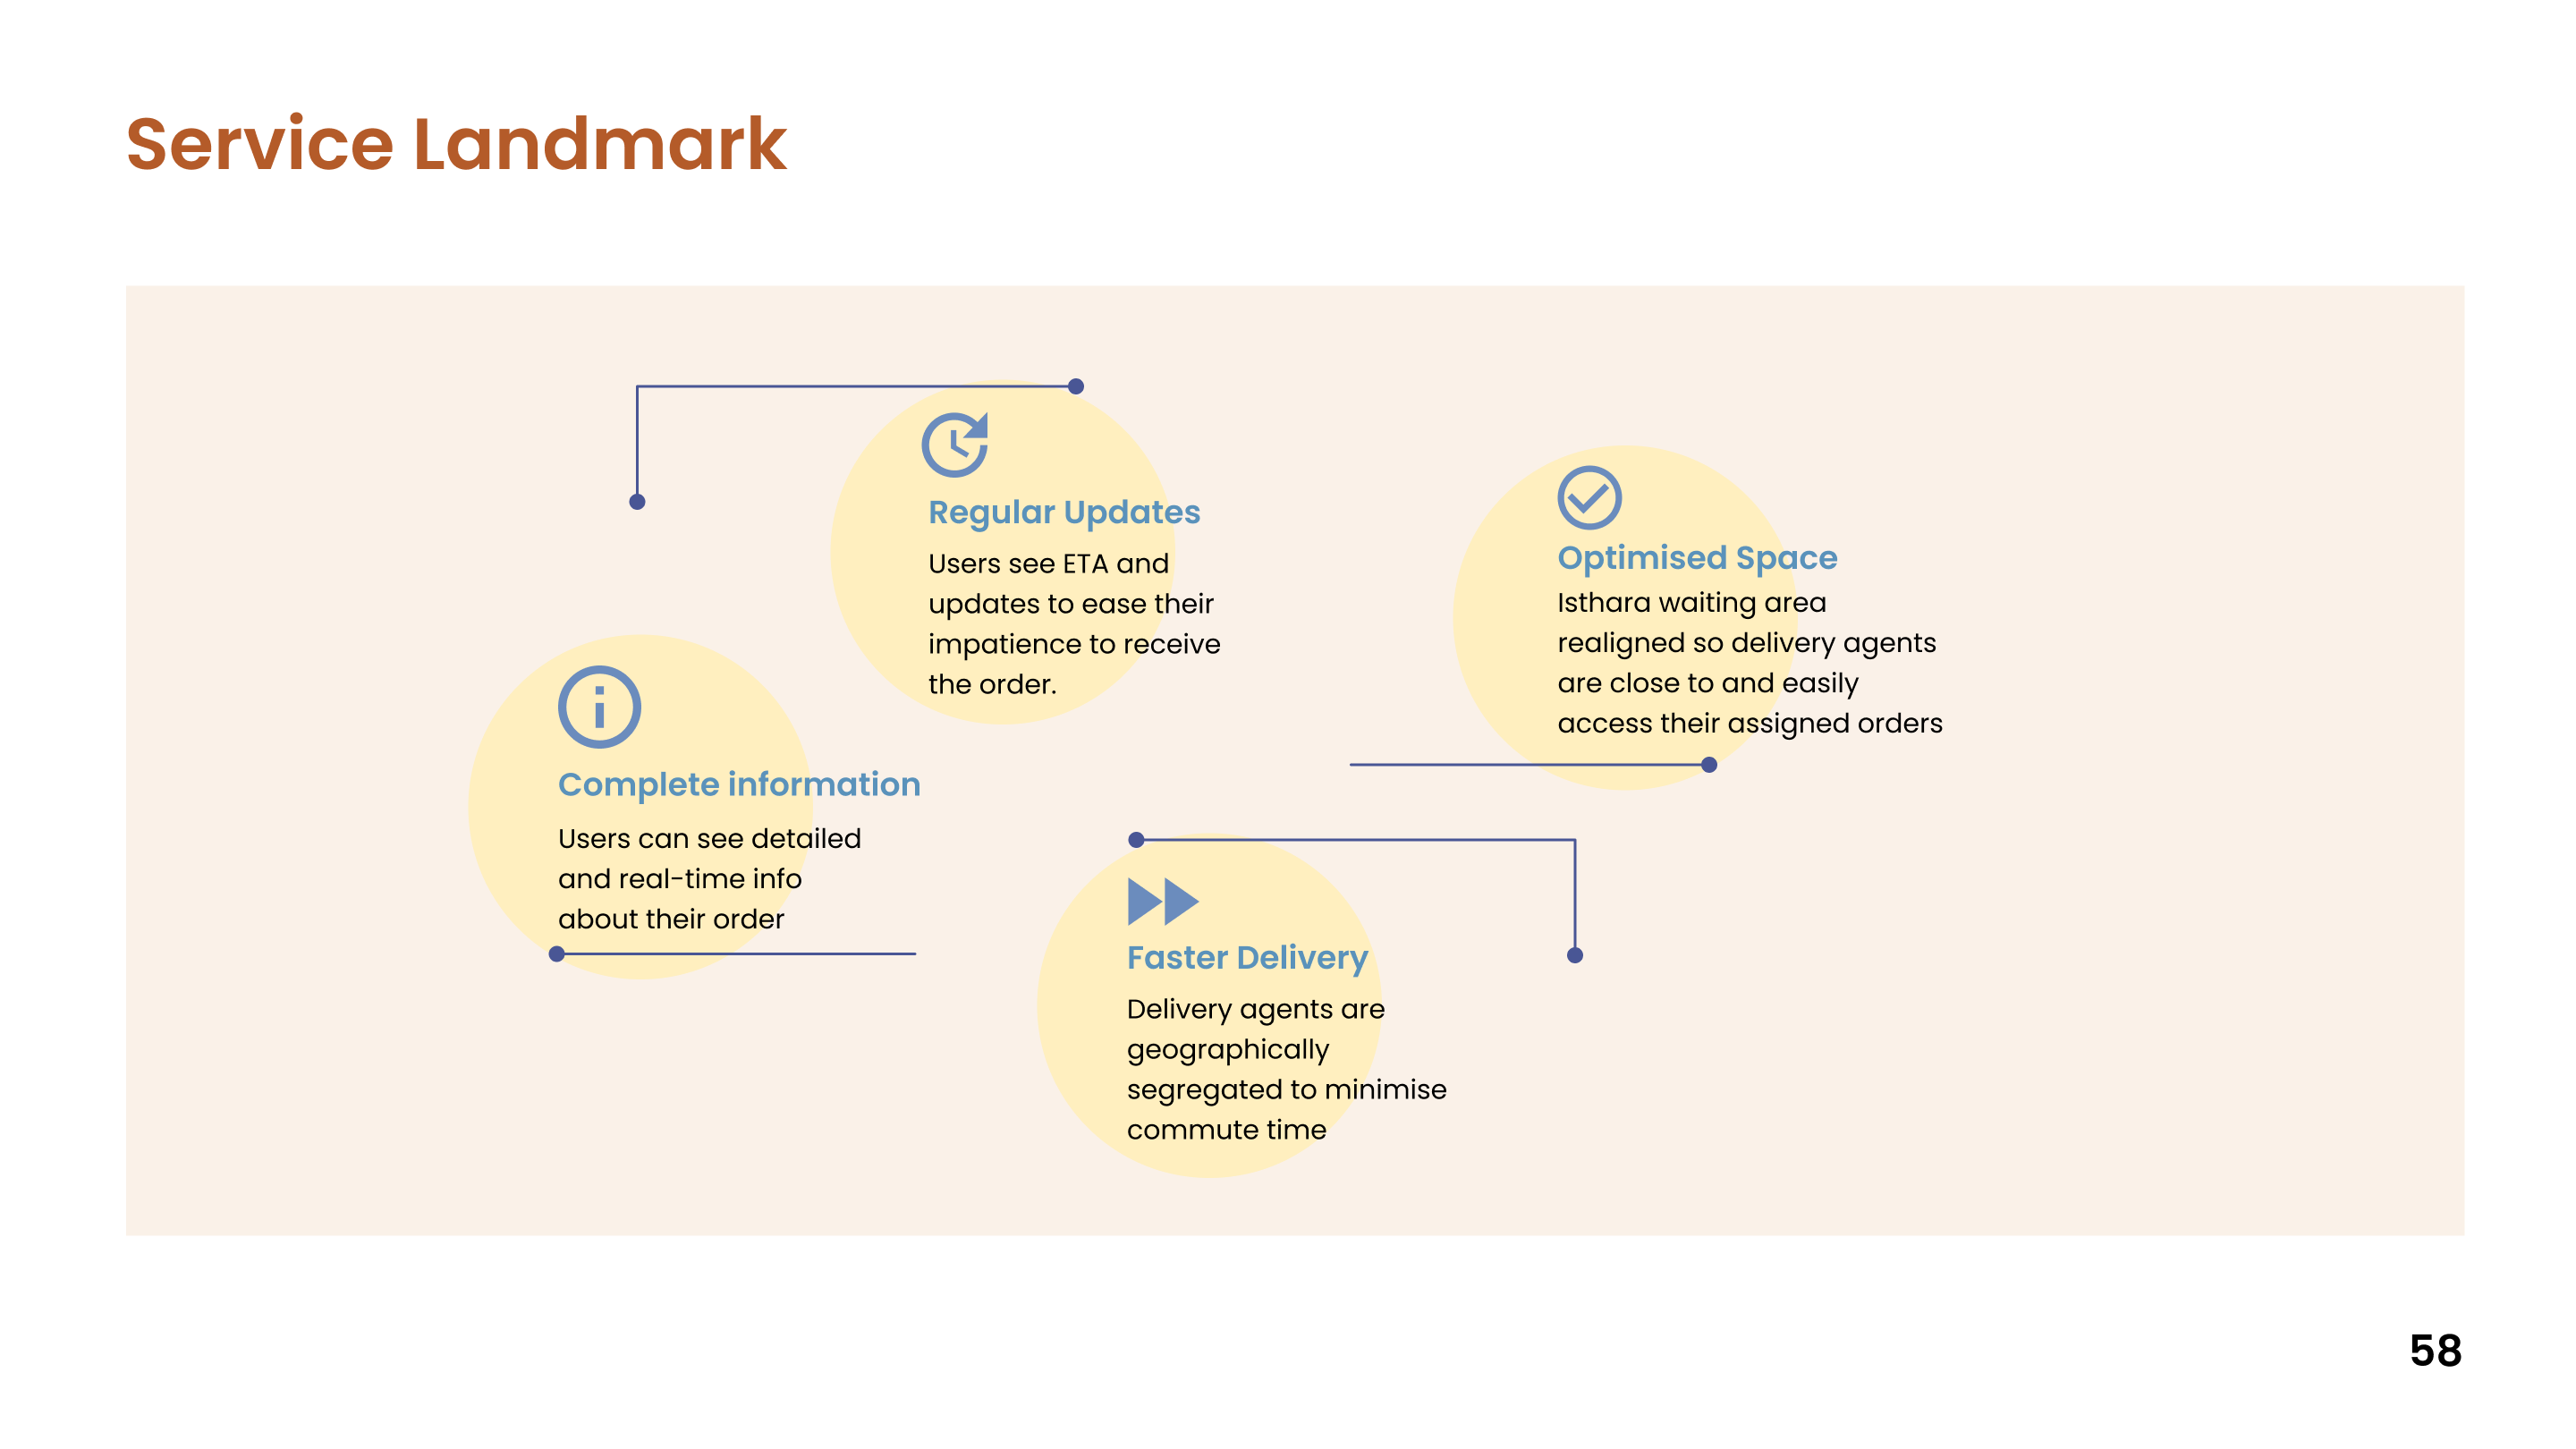 Service Landmark
Regular Updates
Users see ETA and
updates to ease their
impatience to receive
the order.
Optimised Space
Isthara waiting area
realigned so delivery agents
are close to and easily
access their assigned orders
Complete information
Users can see detailed
and real-time info
about their order
Faster Delivery
Delivery agents are
geographically
segregated to minimise
commute time
58